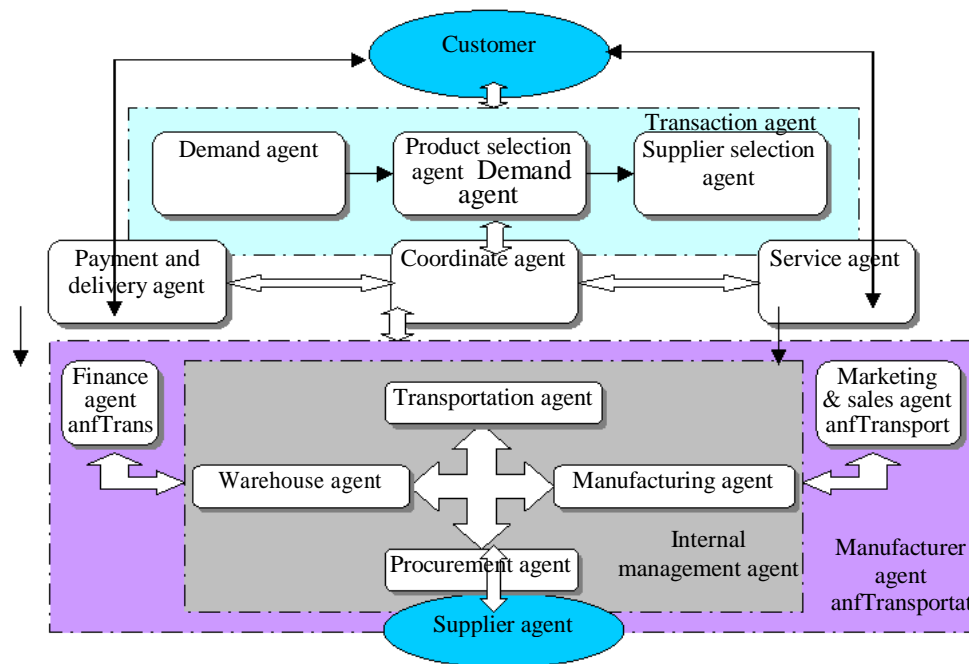 Customer
Transaction agent
Demand agent
Product selection
agent Demand
agent
Supplier selection
agent
Payment and
delivery agent
Coordinate agent
Service agent
Finance
agent
anfTrans
Transportation agent
Marketing
& sales agent
anfTransport
Warehouse agent
Manufacturing agent
Internal
management agent
Procurement agent
Manufacturer
agent
anfTransportat
Supplier agent